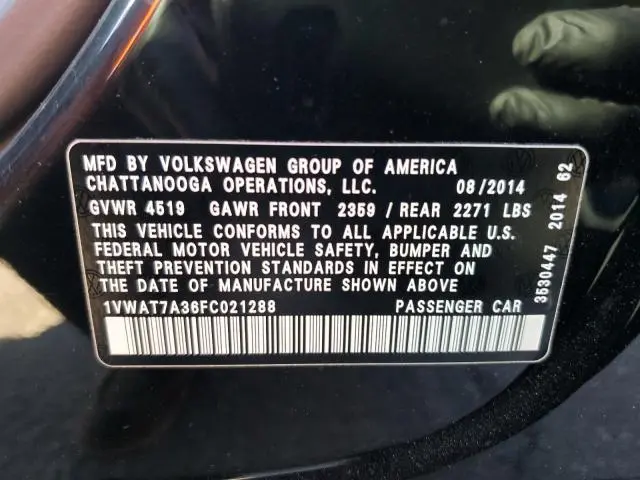 MFD BY VOLKSWAGEN GROUP OF AMERICA
CHATTANOOGA OPERATIONS, LLC. 08/2014
GVWR 4519 GAWR FRONT 2359 / REAR 2271 LBS
THIS VEHICLE CONFORMS TO ALL APPLICABLE U.S.
FEDERAL MOTOR VEHICLE SAFETY, BUMPER AND
THEFT PREVENTION STANDARDS IN EFFECT ON
THE DATE OF MANUFACTURE SHOWN ABOVE
1VWAT7A36FC021288 PASSENGER CAR
3530447 2014 62